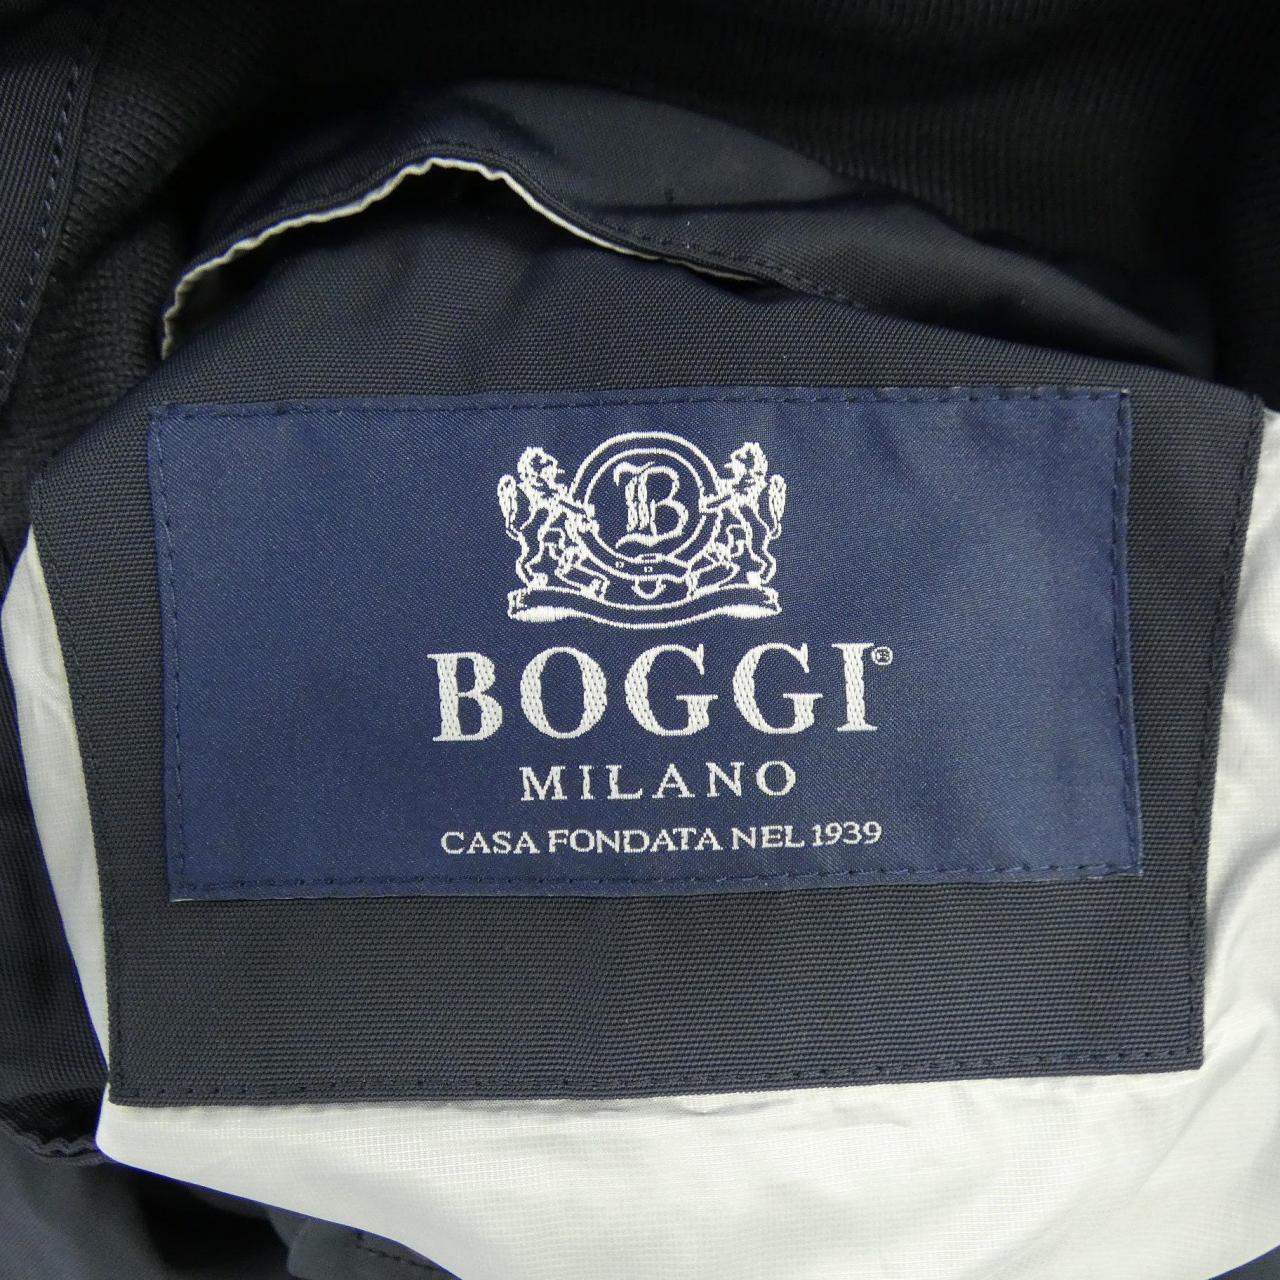 B
BOGGI®
MILANO
CASA FONDATA NEL 1939